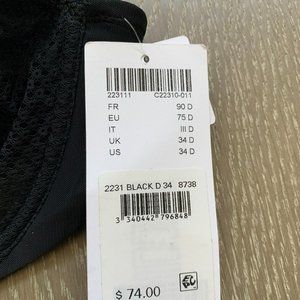 223111 C22310-011
FR 90 D
EU 75 D
IT III D
UK 34 D
US 34 D
2231 BLACK D 34 8738
3 340442 796848
$ 74.00